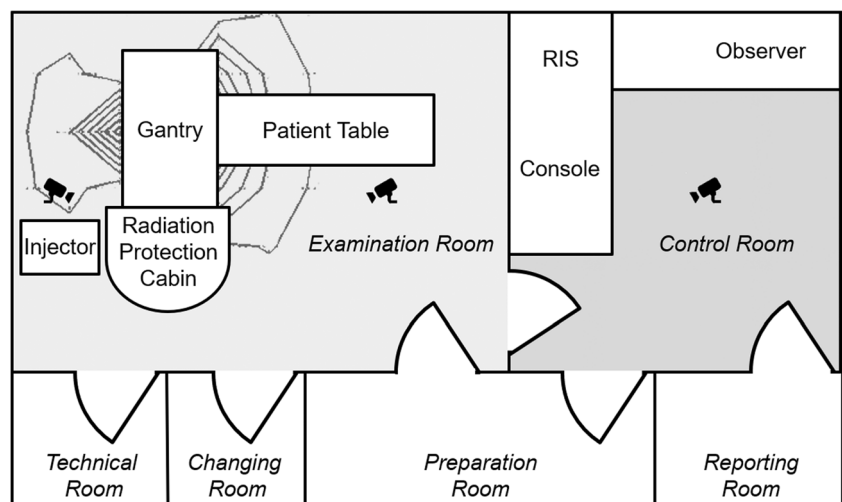 RIS
Observer
Gantry
Patient Table
Console
Injector
Radiation
Protection
Cabin
Examination Room
Control Room
Technical
Room
Changing
Room
Preparation
Room
Reporting
Room